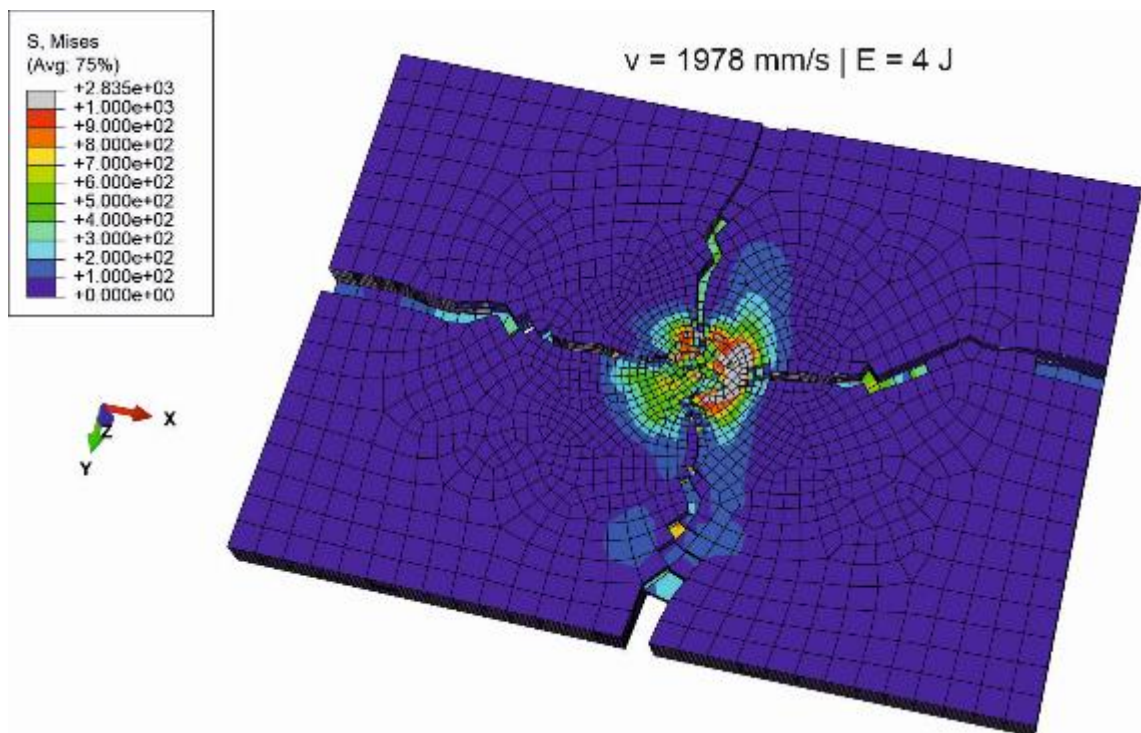 S, Mises
(Avg: 75%)
+2.835e+03
+1.000e+03
+9.000e+02
+8.000e+02
+7.000e+02
+6.000e+02
+5.000e+02
+4.000e+02
+3.000e+02
+2.000e+02
+1.000e+02
+0.000e+00
v = 1978 mm/s | E = 4 J
X
Z
Y